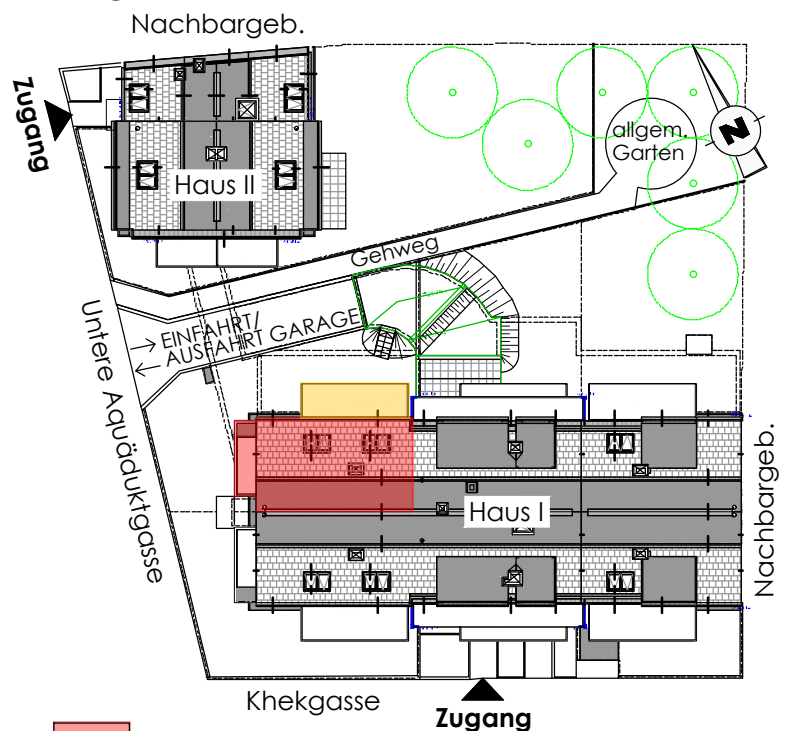 Nachbargeb.
Zugang
allgem.
Garten
N
Haus II
Gehweg
EINFAHRT/
AUSFAHRT GARAGE
Untere Aquäduktgasse
Haus I
Nachbargeb.
Khekgasse
Zugang